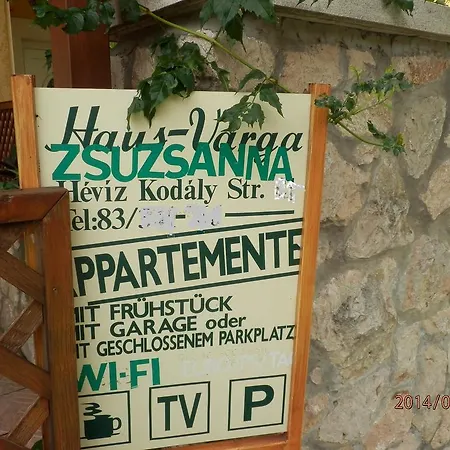 Haus-Varga
ZSUZSANNA
Hévíz Kodály Str.
Tel:83/
APPARTEMENTE
MIT FRÜHSTÜCK
MIT GARAGE oder
MIT GESCHLOSSENEM PARKPLATZ
WI-FI
TV P
2014/0